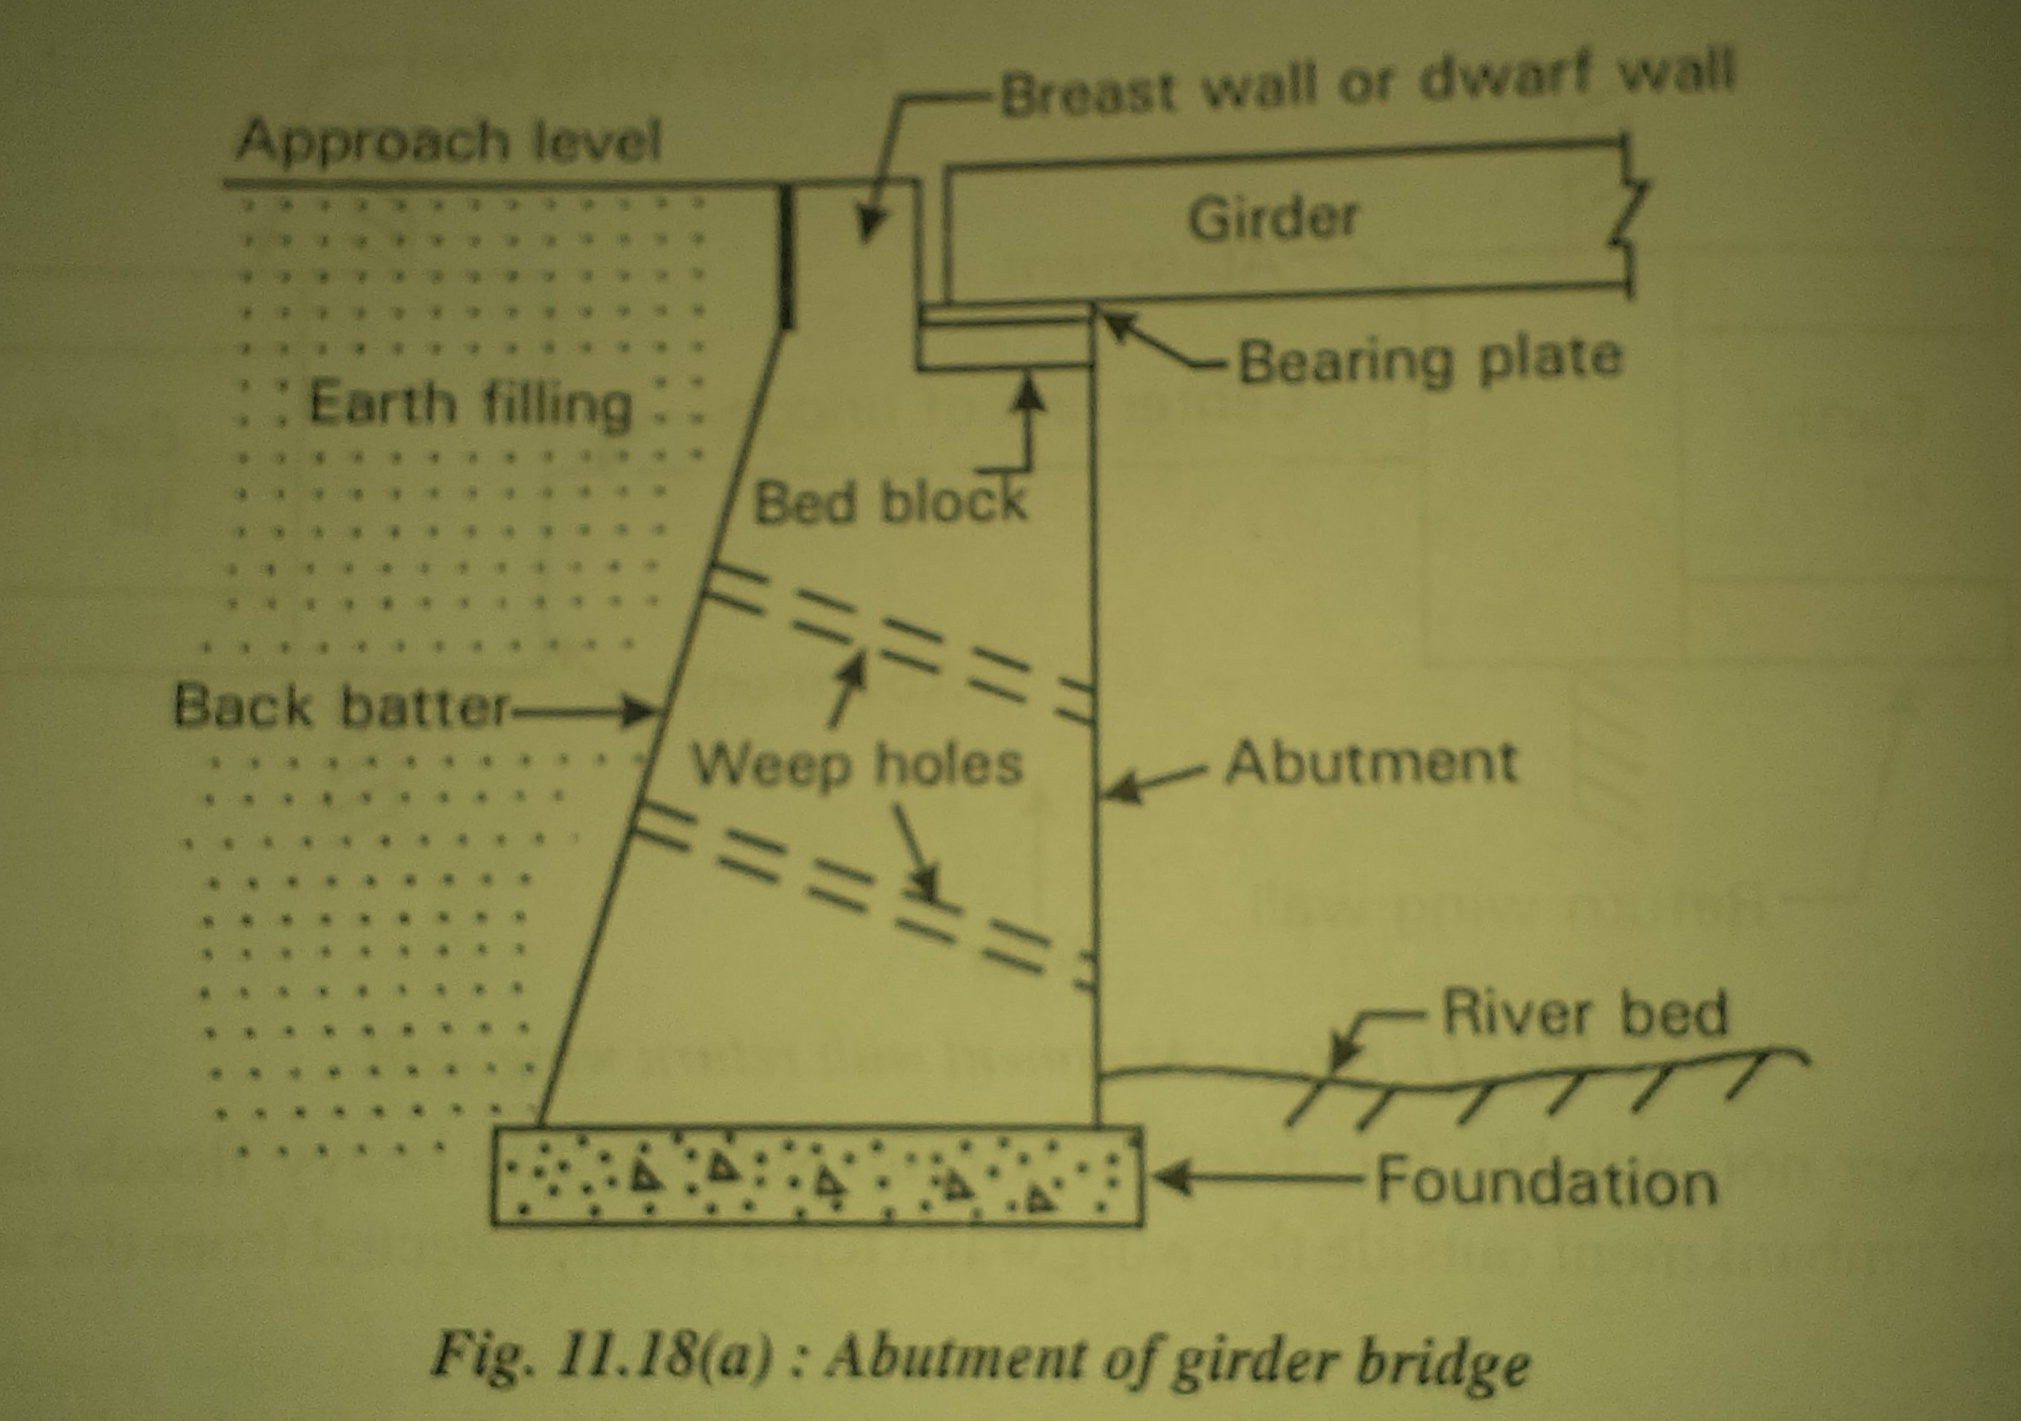 Breast wall or dwarf wall
Approach level
Girder
Bearing plate
Earth filling
Bed block
Back batter
Weep holes
Abutment
River bed
Foundation
Fig. 11.18(a) : Abutment of girder bridge